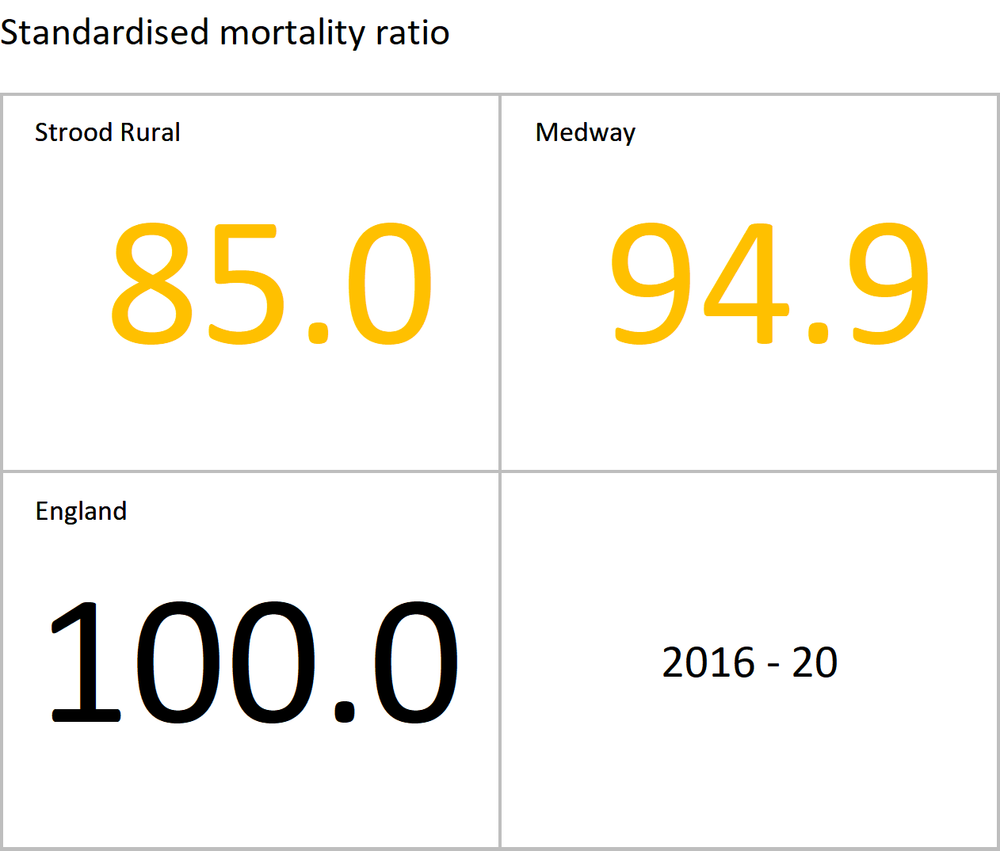 Standardised mortality ratio
Strood Rural
85.0
Medway
94.9
England
100.0
2016 - 20